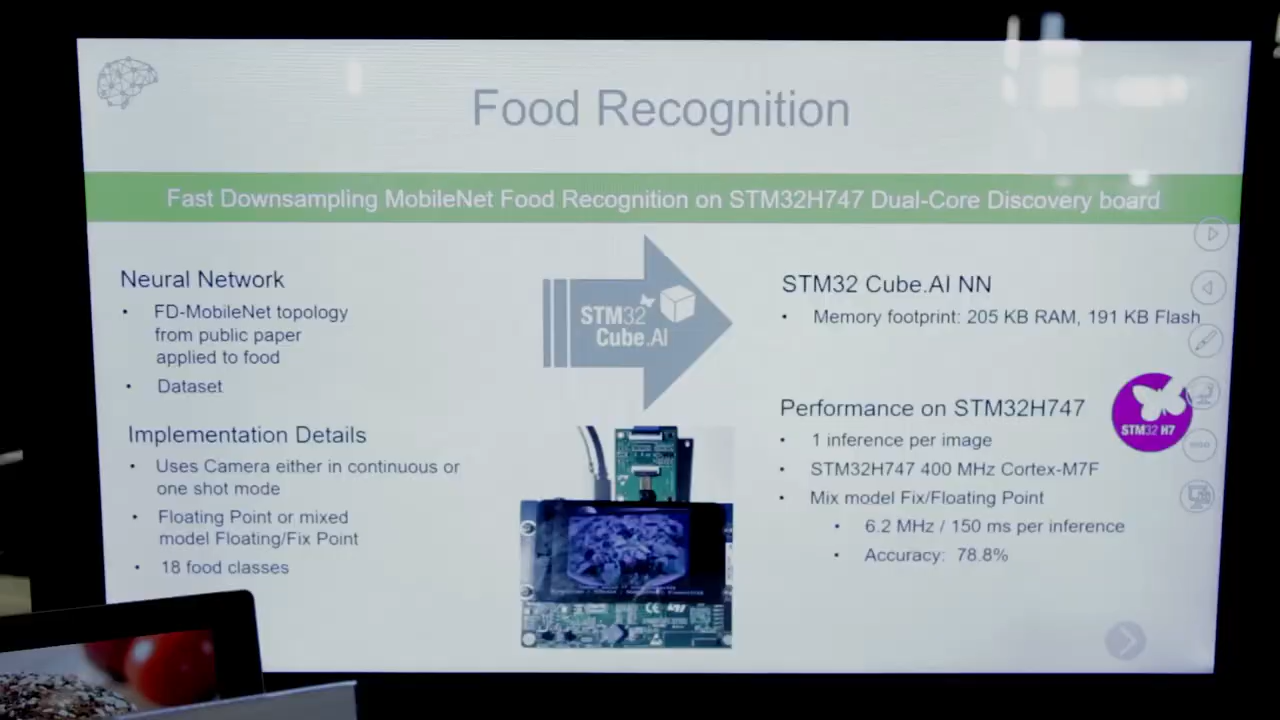 Food Recognition
Fast Downsampling MobileNet Food Recognition on STM32H747 Dual-Core Discovery board
Neural Network
• FD-MobileNet topology
from public paper
applied to food
• Dataset
Implementation Details
• Uses Camera either in continuous or
one shot mode
• Floating Point or mixed
model Floating/Fix Point
• 18 food classes
STM32
Cube.AI
STM32 Cube.AI NN
• Memory footprint: 205 KB RAM, 191 KB Flash
Performance on STM32H747
• 1 inference per image
• STM32H747 400 MHz Cortex-M7F
• Mix model Fix/Floating Point
• 6.2 MHz / 150 ms per inference
• Accuracy: 78.8%
STM32 H7
CE